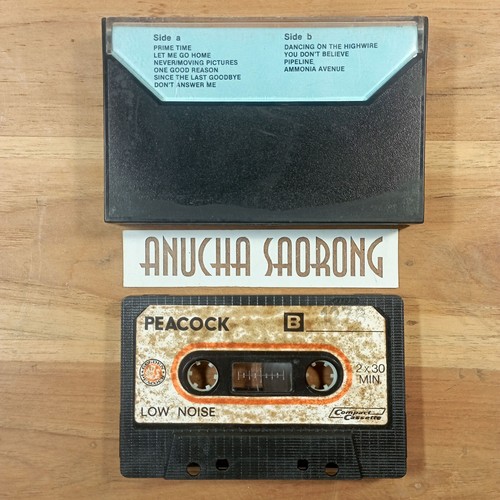 Side a
PRIME TIME
LET ME GO HOME
NEVER/MOVING PICTURES
ONE GOOD REASON
SINCE THE LAST GOODBYE
DON'T ANSWER ME
Side b
DANCING ON THE HIGHWIRE
YOU DON'T BELIEVE
PIPELINE
AMMONIA AVENUE
ANUCHA SAORONG
PEACOCK
B
2 x 30
MIN.
LOW NOISE
Compact
Cassette